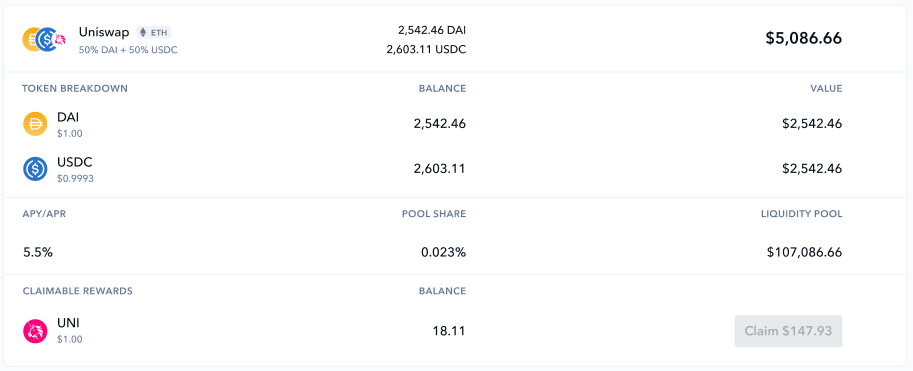 Uniswap ETH 2,542.46 DAI $5,086.66
50% DAI + 50% USDC 2,603.11 USDC
TOKEN BREAKDOWN BALANCE VALUE
DAI 2,542.46 $2,542.46
$1.00
USDC 2,603.11 $2,542.46
$0.9993
APY/APR POOL SHARE LIQUIDITY POOL
5.5% 0.023% $107,086.66
CLAIMABLE REWARDS BALANCE
UNI 18.11 Claim $147.93
$1.00